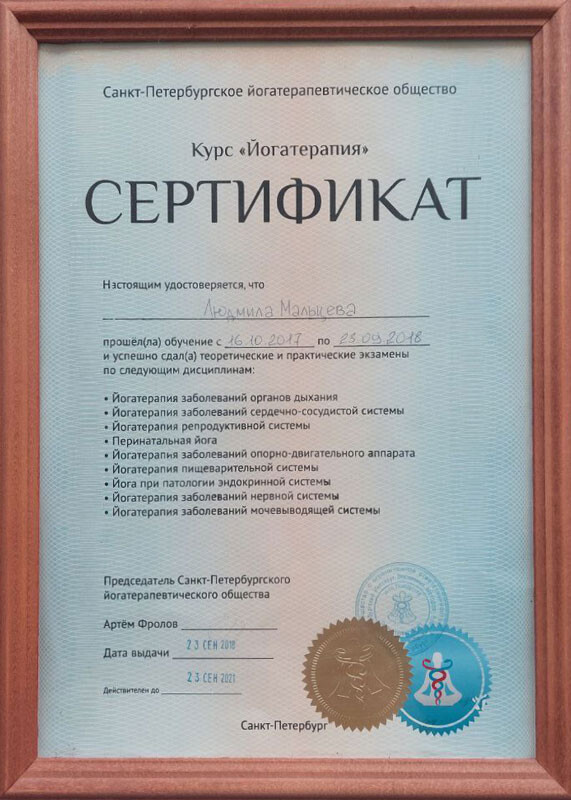 Санкт-Петербургское йогатерапевтическое общество
Курс «Йогатерапия»
СЕРТИФИКАТ
Настоящим удостоверяется, что
Людмила Мальцева
прошёл(ла) обучение с 16.10.2017 по 23.09.2018
и успешно сдал(а) теоретические и практические экзамены
по следующим дисциплинам:
• Йогатерапия заболеваний органов дыхания
• Йогатерапия заболеваний сердечно-сосудистой системы
• Йогатерапия репродуктивной системы
• Перинатальная йога
• Йогатерапия заболеваний опорно-двигательного аппарата
• Йогатерапия пищеварительной системы
• Йога при патологии эндокринной системы
• Йогатерапия заболеваний нервной системы
• Йогатерапия заболеваний мочевыводящей системы
Председатель Санкт-Петербургского
йогатерапевтического общества
Артём Фролов
Дата выдачи 23 СЕН 2018
Действителен до 23 СЕН 2021
Санкт-Петербург